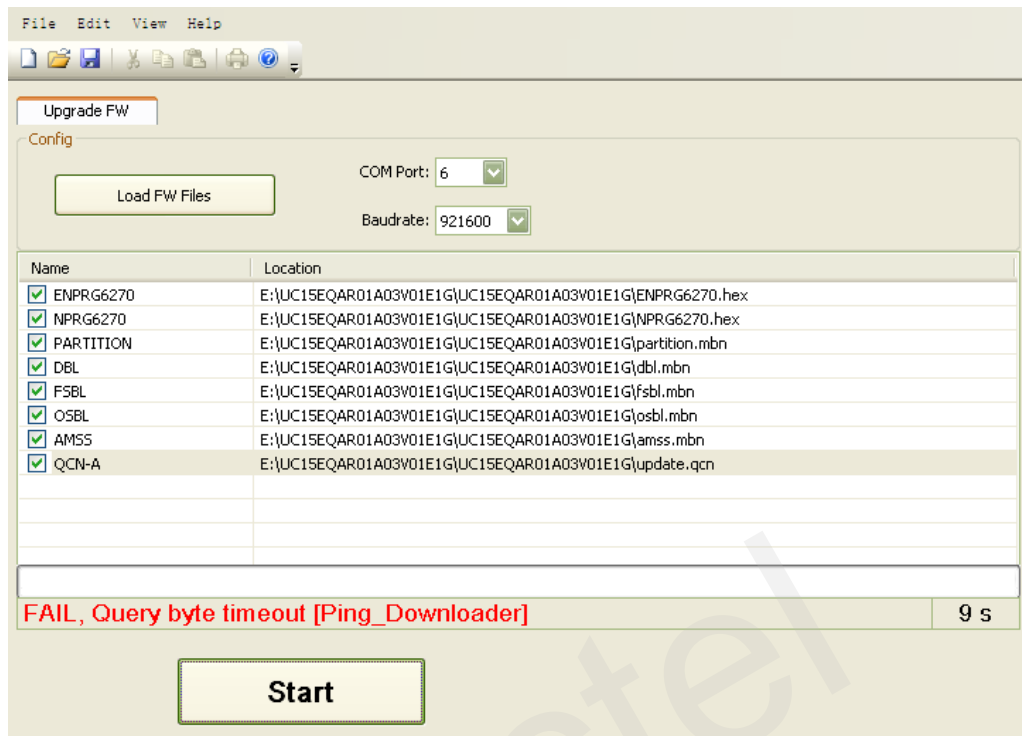 File Edit View Help
Upgrade FW
Config
Load FW Files
COM Port: 6
Baudrate: 921600
Name Location
ENPRG6270 E:\UC15EQAR01A03V01E1G\UC15EQAR01A03V01E1G\ENPRG6270.hex
NPRG6270 E:\UC15EQAR01A03V01E1G\UC15EQAR01A03V01E1G\NPRG6270.hex
PARTITION E:\UC15EQAR01A03V01E1G\UC15EQAR01A03V01E1G\partition.mbn
DBL E:\UC15EQAR01A03V01E1G\UC15EQAR01A03V01E1G\dbl.mbn
FSBL E:\UC15EQAR01A03V01E1G\UC15EQAR01A03V01E1G\fsbl.mbn
OSBL E:\UC15EQAR01A03V01E1G\UC15EQAR01A03V01E1G\osbl.mbn
AMSS E:\UC15EQAR01A03V01E1G\UC15EQAR01A03V01E1G\amss.mbn
QCN-A E:\UC15EQAR01A03V01E1G\UC15EQAR01A03V01E1G\update.qcn
FAIL, Query byte timeout [Ping_Downloader] 9 s
Start